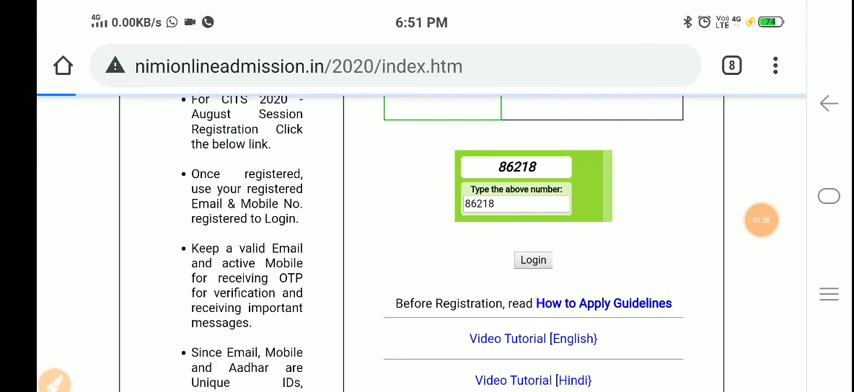 4G 0.00KB/s 6:51 PM Vo) LTE 4G 74
nimionlineadmission.in/2020/index.htm 8
• For CITS 2020 -
August Session
Registration Click
the below link.
• Once registered,
use your registered
Email & Mobile No.
registered to Login.
• Keep a valid Email
and active Mobile
for receiving OTP
for verification and
receiving important
messages.
• Since Email, Mobile
and Aadhar are
Unique IDs,
86218
Type the above number:
86218
Login
Before Registration, read How to Apply Guidelines
Video Tutorial [English}
Video Tutorial [Hindi}
01:56